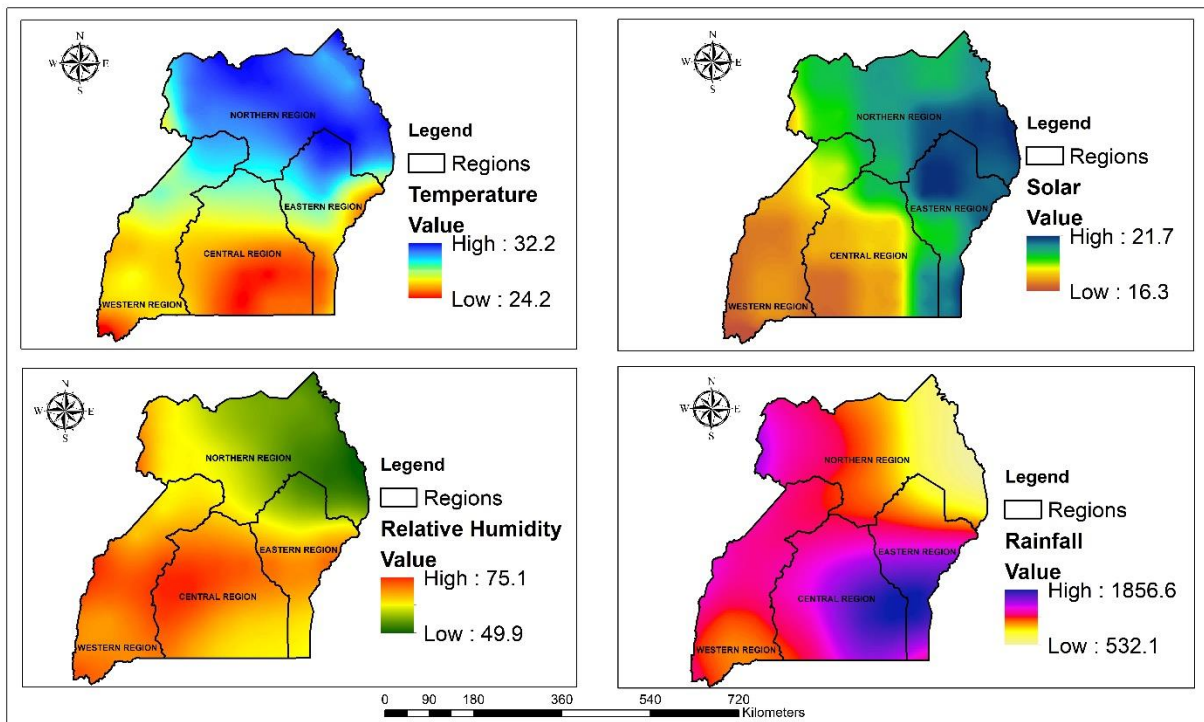 N
W E
S
NORTHERN REGION
EASTERN REGION
CENTRAL REGION
WESTERN REGION
Legend
Regions
Temperature
Value
High : 32.2
Low : 24.2
N
W E
S
NORTHERN REGION
EASTERN REGION
CENTRAL REGION
WESTERN REGION
Legend
Regions
Solar
Value
High : 21.7
Low : 16.3
N
W E
S
NORTHERN REGION
EASTERN REGION
CENTRAL REGION
WESTERN REGION
Legend
Regions
Relative Humidity
Value
High : 75.1
Low : 49.9
N
W E
S
NORTHERN REGION
EASTERN REGION
CENTRAL REGION
WESTERN REGION
Legend
Regions
Rainfall
Value
High : 1856.6
Low : 532.1
0 90 180 360 540 720
Kilometers